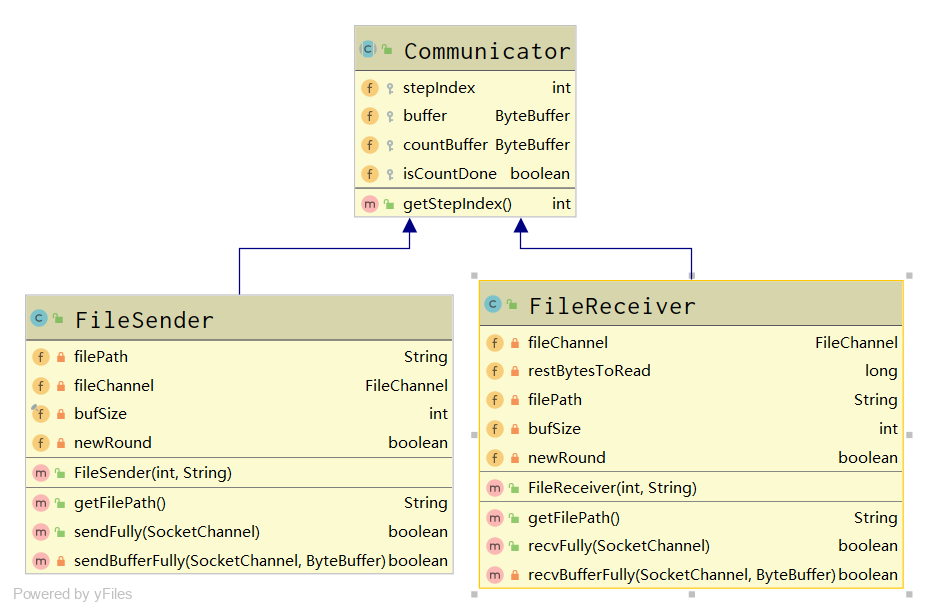 Communicator
stepIndex int
buffer ByteBuffer
countBuffer ByteBuffer
isCountDone boolean
getStepIndex() int
FileSender
filePath String
fileChannel FileChannel
bufSize int
newRound boolean
FileSender(int, String)
getFilePath() String
sendFully(SocketChannel) boolean
sendBufferFully(SocketChannel, ByteBuffer) boolean
FileReceiver
fileChannel FileChannel
restBytesToRead long
filePath String
bufSize int
newRound boolean
FileReceiver(int, String)
getFilePath() String
recvFully(SocketChannel) boolean
recvBufferFully(SocketChannel, ByteBuffer) boolean
Powered by yFiles